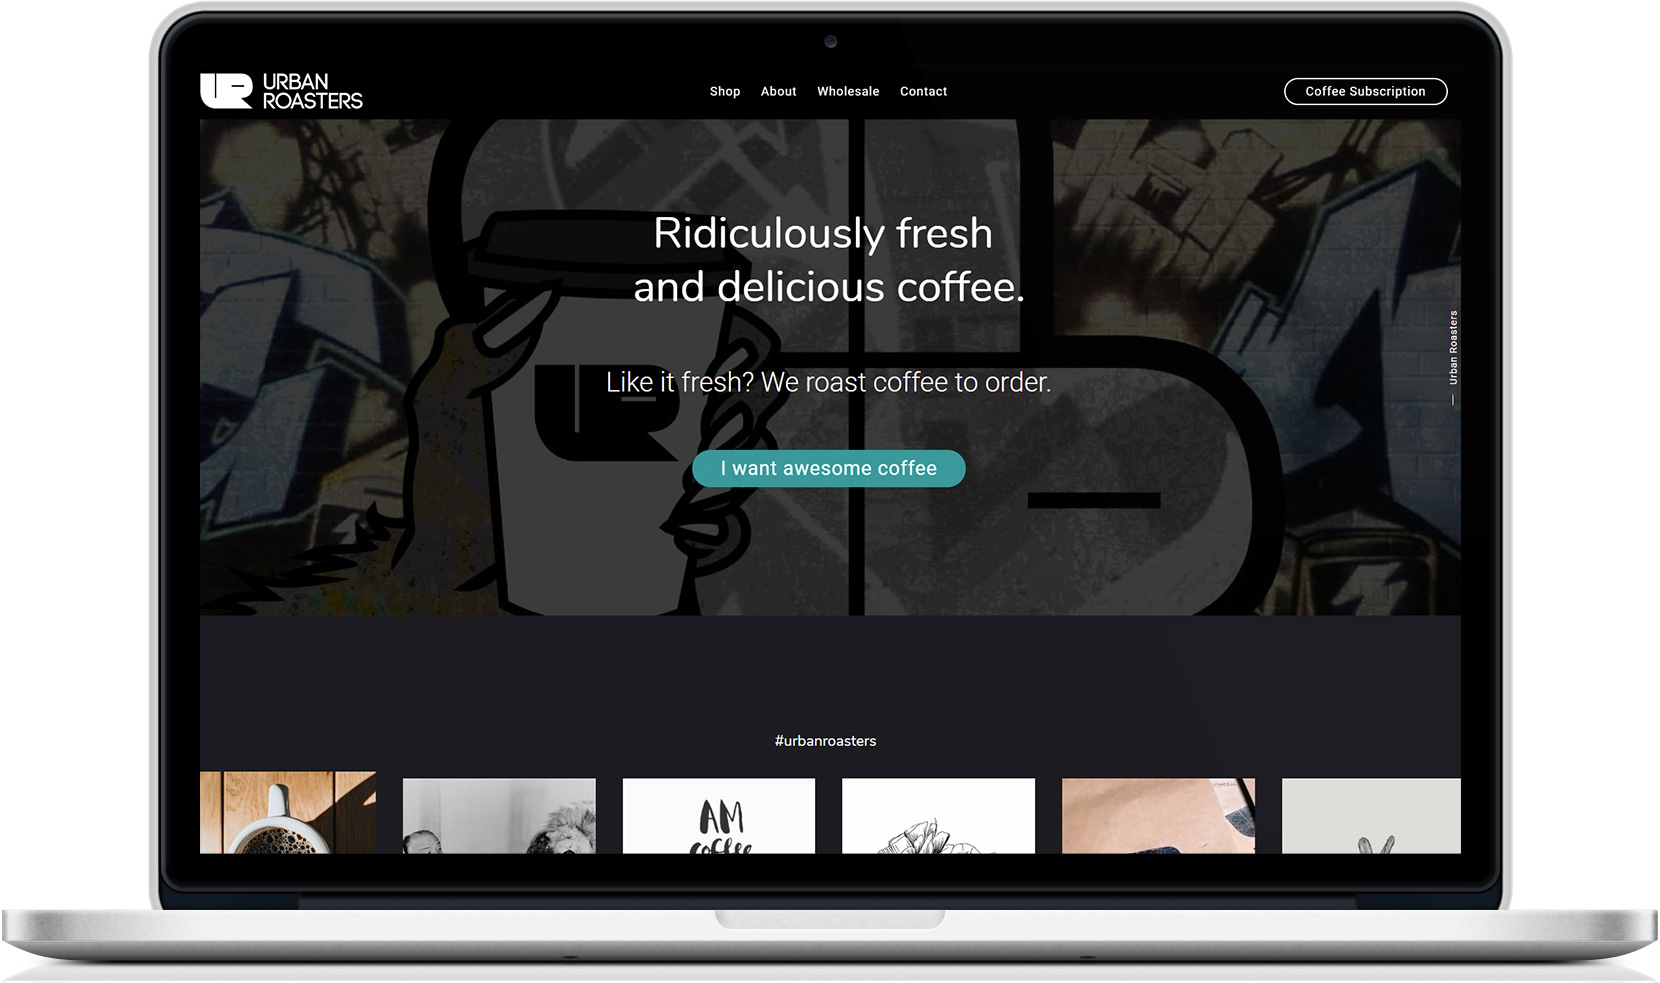 URBAN
ROASTERS
Shop About Wholesale Contact
Coffee Subscription
Ridiculously fresh
and delicious coffee.
Urban Roasters
Like it fresh? We roast coffee to order.
I want awesome coffee
#urbanroasters
AM
coffee